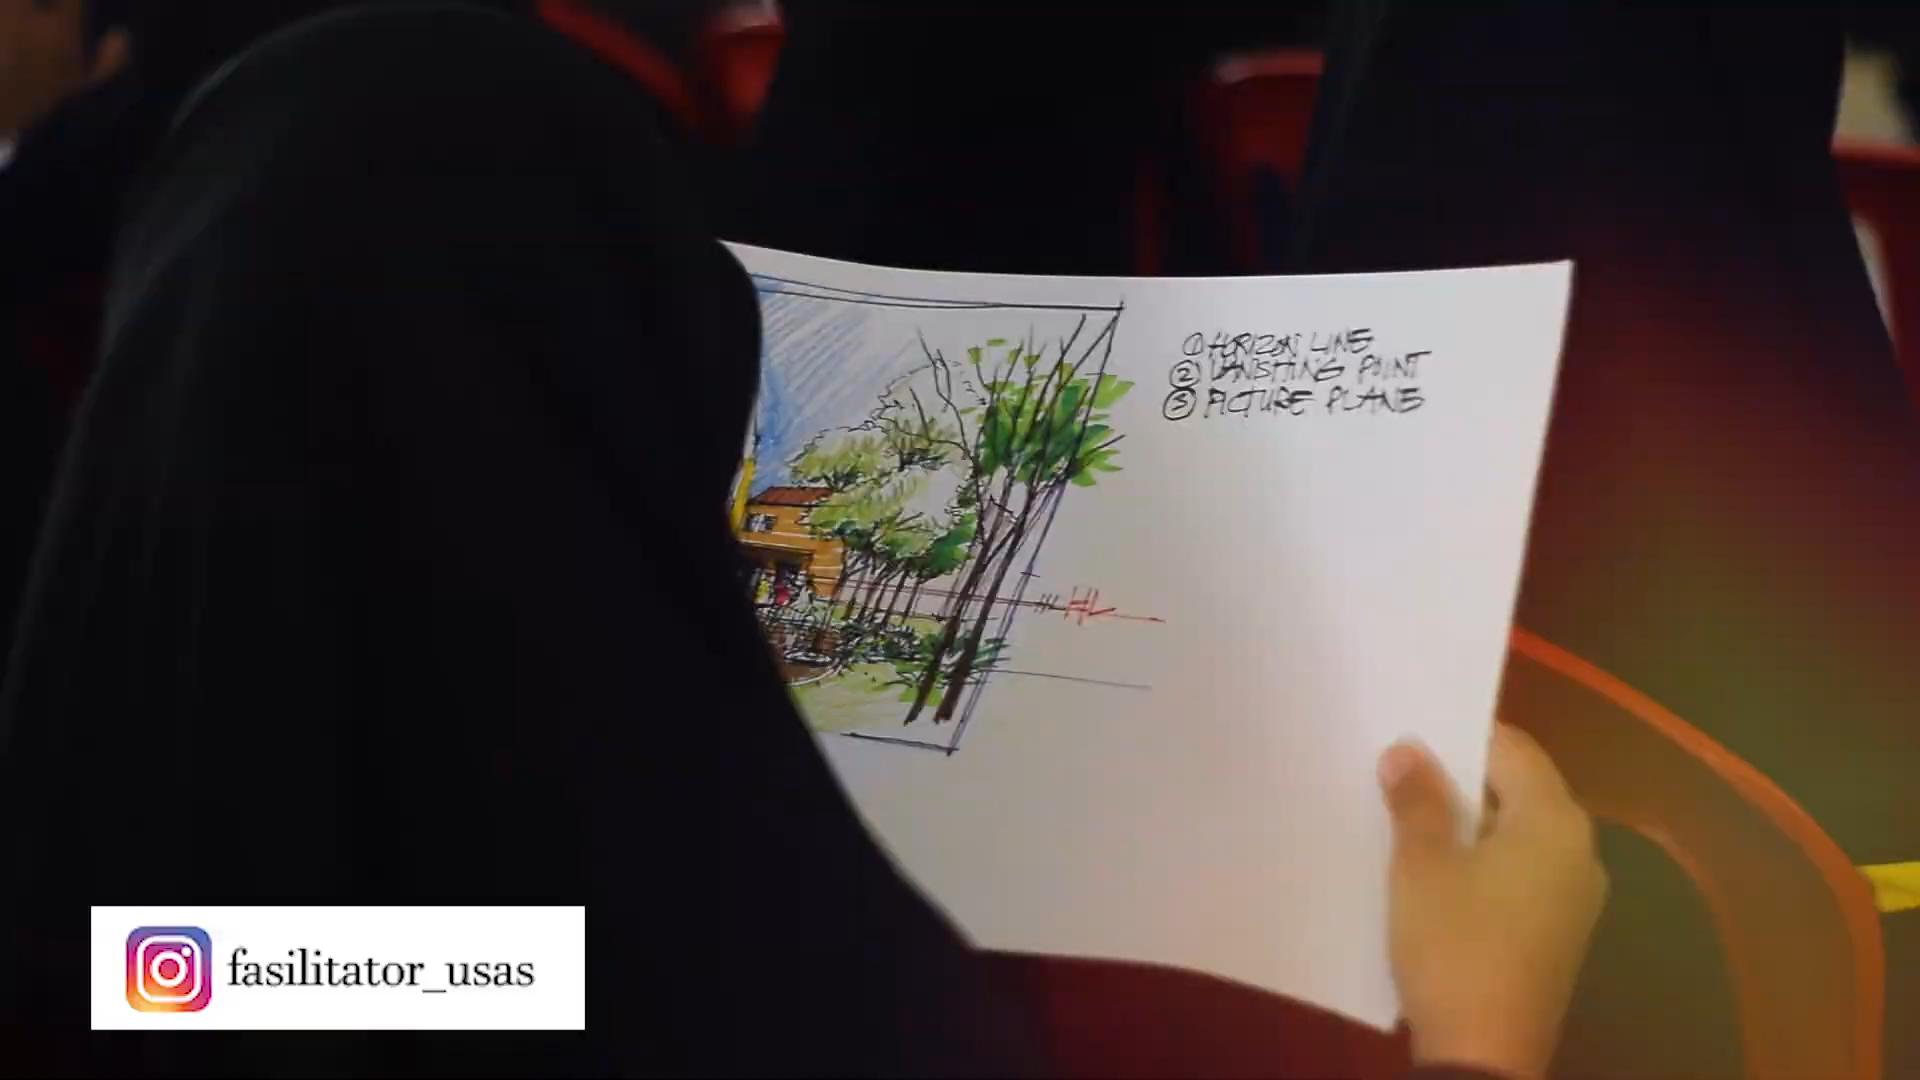 ① HORIZON LINE
② VANISHING POINT
③ PICTURE PLANE
HL
fasilitator_usas